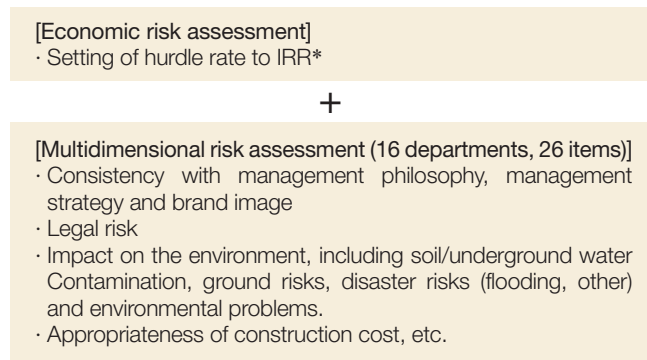 [Economic risk assessment]
· Setting of hurdle rate to IRR*
+
[Multidimensional risk assessment (16 departments, 26 items)]
· Consistency with management philosophy, management
strategy and brand image
· Legal risk
· Impact on the environment, including soil/underground water
Contamination, ground risks, disaster risks (flooding, other)
and environmental problems.
· Appropriateness of construction cost, etc.